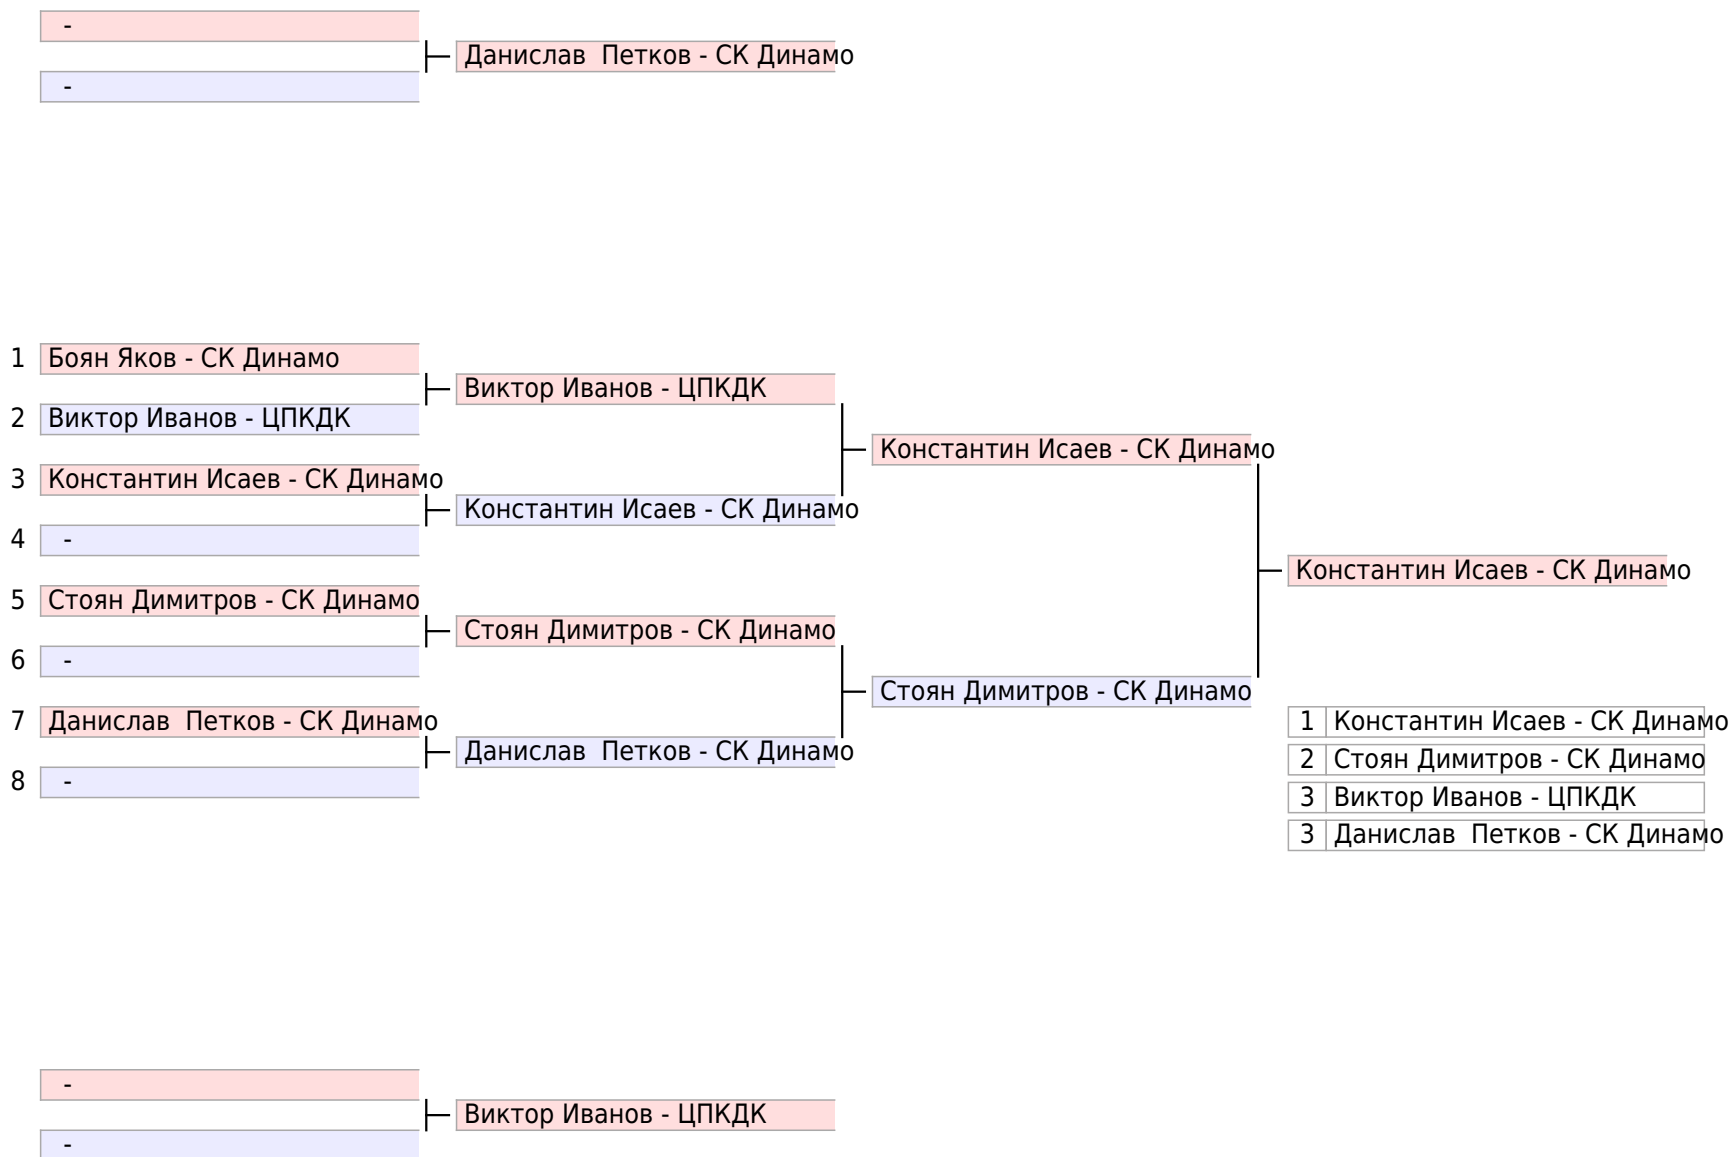 -
Данислав  Петков - СК Динамо
-
1 Боян Яков - СК Динамо
Виктор Иванов - ЦПКДК
2 Виктор Иванов - ЦПКДК
Константин Исаев - СК Динамо
3 Константин Исаев - СК Динамо
Константин Исаев - СК Динамо
4 -
Константин Исаев - СК Динамо
5 Стоян Димитров - СК Динамо
Стоян Димитров - СК Динамо
6 -
Стоян Димитров - СК Динамо
7 Данислав  Петков - СК Динамо
Данислав  Петков - СК Динамо
8 -
1 Константин Исаев - СК Динамо
2 Стоян Димитров - СК Динамо
3 Виктор Иванов - ЦПКДК
3 Данислав  Петков - СК Динамо
-
Виктор Иванов - ЦПКДК
-